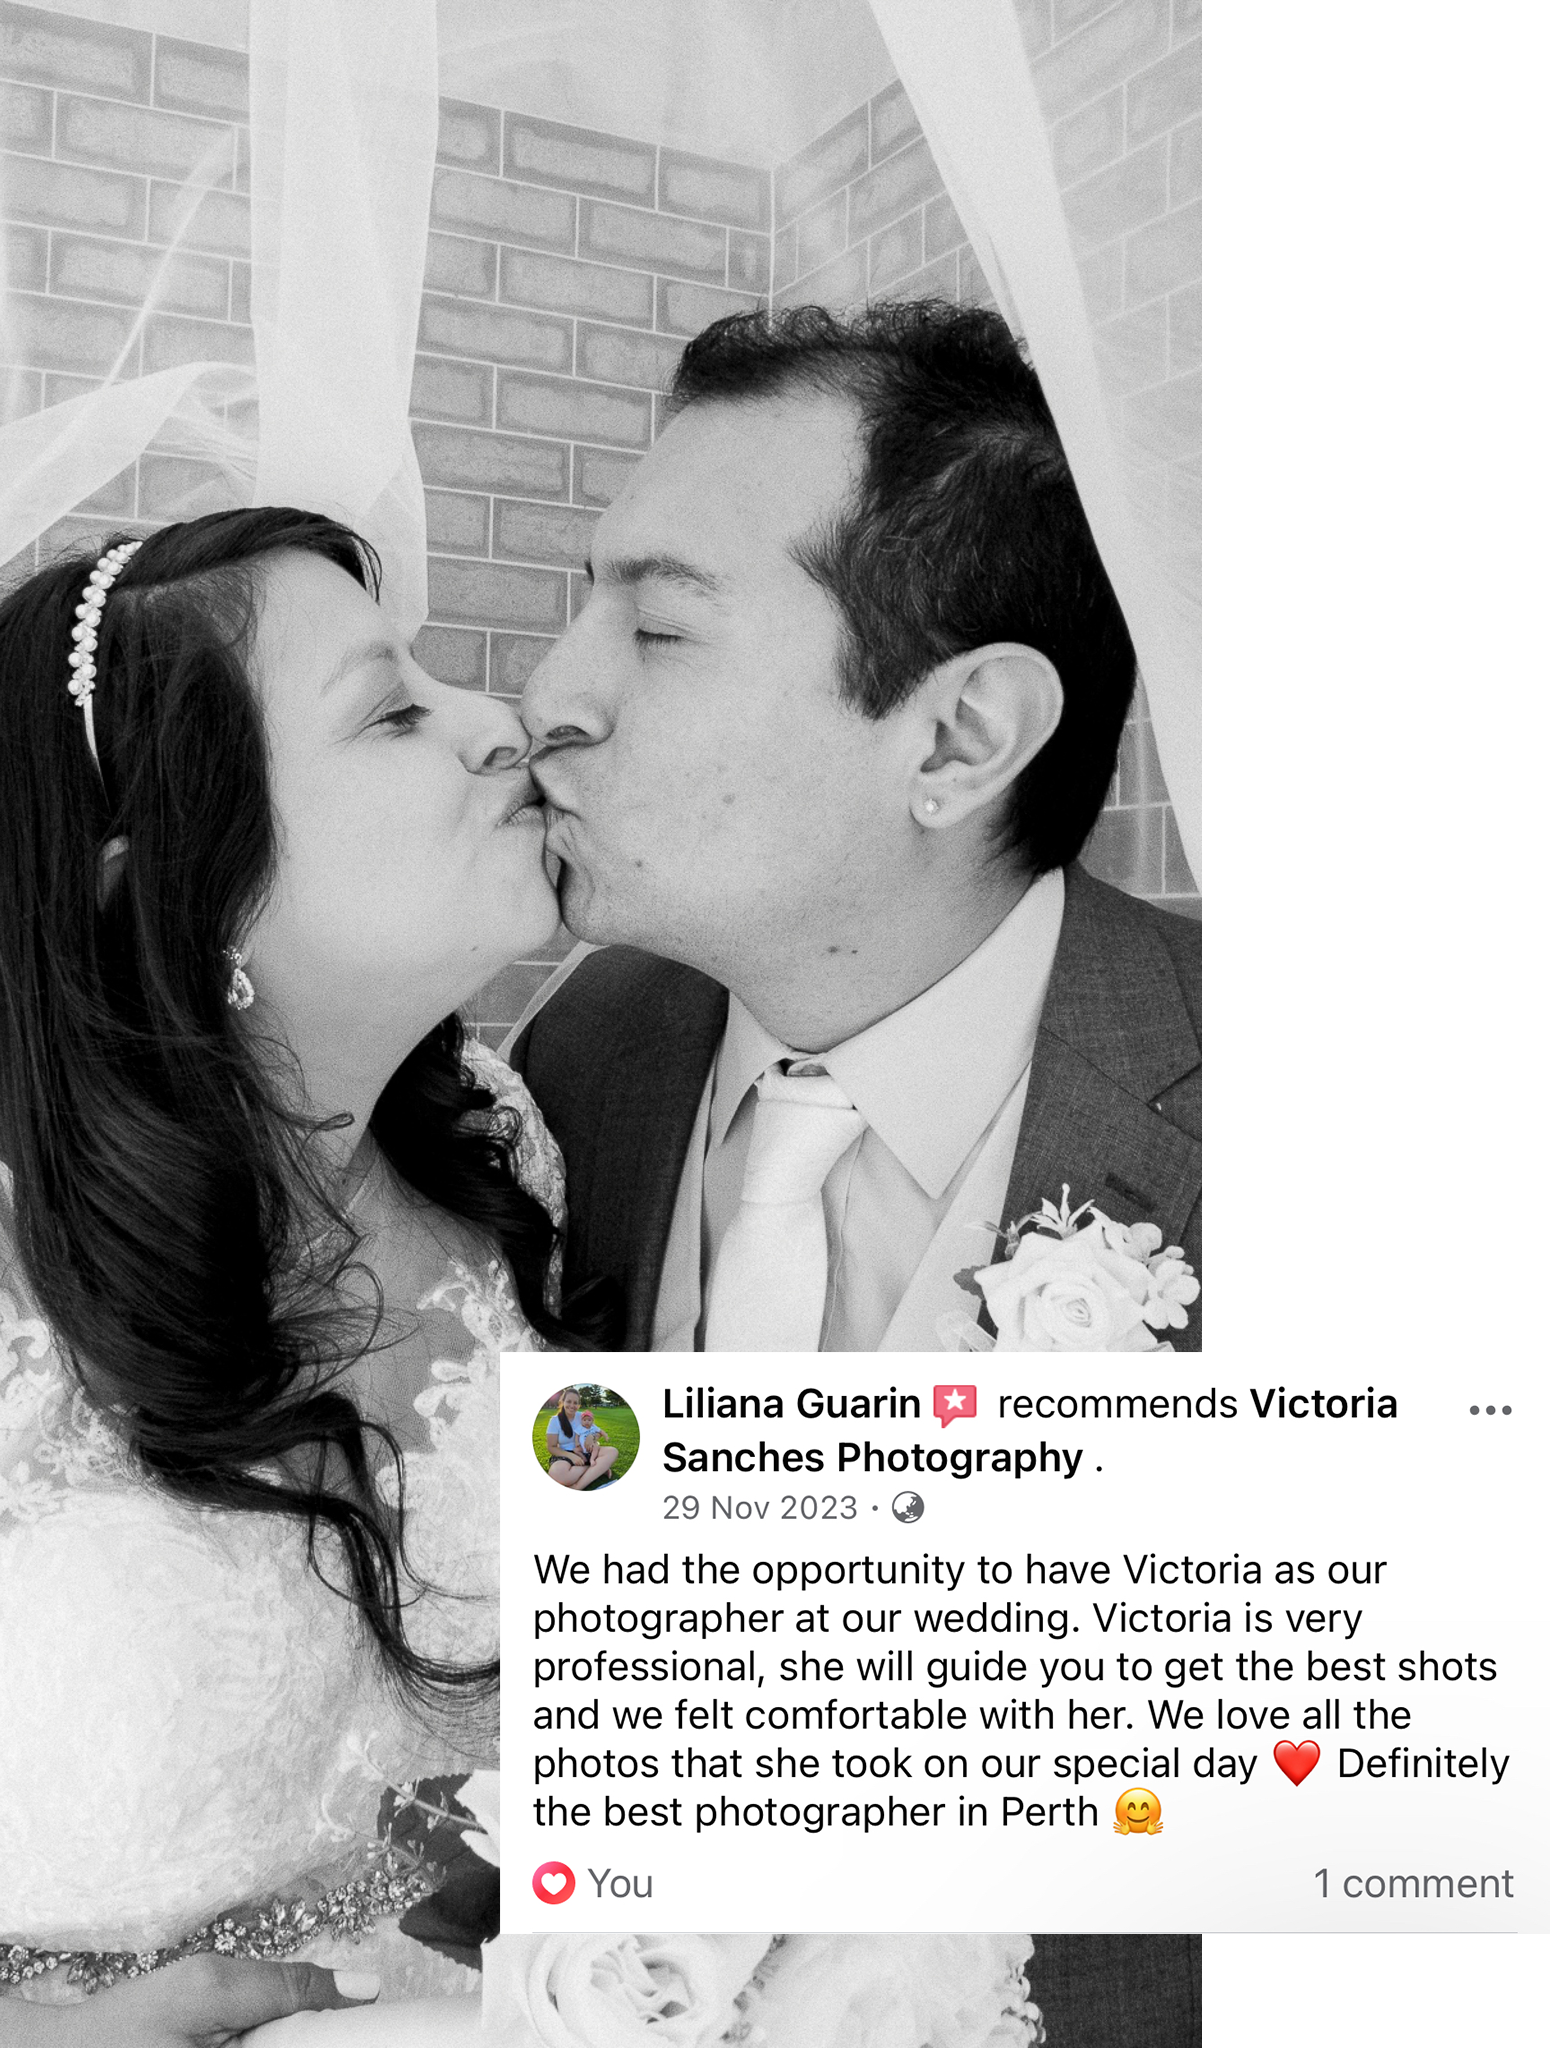 Liliana Guarin recommends Victoria
Sanches Photography .
29 Nov 2023 ·
We had the opportunity to have Victoria as our
photographer at our wedding. Victoria is very
professional, she will guide you to get the best shots
and we felt comfortable with her. We love all the
photos that she took on our special day ❤️ Definitely
the best photographer in Perth 🤗
You 1 comment